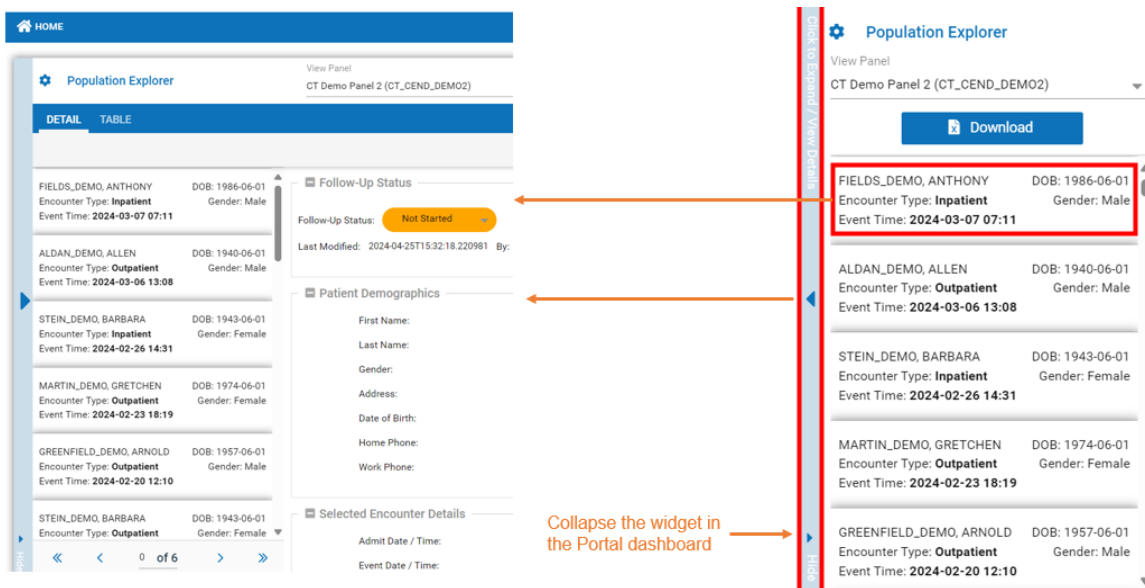 HOME
Population Explorer
View Panel
CT Demo Panel 2 (CT_CEND_DEMO2)
DETAIL TABLE
FIELDS_DEMO, ANTHONY DOB: 1986-06-01
Encounter Type: Inpatient Gender: Male
Event Time: 2024-03-07 07:11
ALDAN_DEMO, ALLEN DOB: 1940-06-01
Encounter Type: Outpatient Gender: Male
Event Time: 2024-03-06 13:08
STEIN_DEMO, BARBARA DOB: 1943-06-01
Encounter Type: Inpatient Gender: Female
Event Time: 2024-02-26 14:31
MARTIN_DEMO, GRETCHEN DOB: 1974-06-01
Encounter Type: Outpatient Gender: Female
Event Time: 2024-02-23 18:19
GREENFIELD_DEMO, ARNOLD DOB: 1957-06-01
Encounter Type: Outpatient Gender: Male
Event Time: 2024-02-20 12:10
STEIN_DEMO, BARBARA DOB: 1943-06-01
Encounter Type: Outpatient Gender: Female
0 of 6
Hide
Follow-Up Status
Follow-Up Status: Not Started
Last Modified: 2024-04-25T15:32:18.220981 By:
Patient Demographics
First Name:
Last Name:
Gender:
Address:
Date of Birth:
Home Phone:
Work Phone:
Selected Encounter Details
Admit Date / Time:
Event Date / Time:
Collapse the widget in
the Portal dashboard
Click to Expand / View Details
Hide
Population Explorer
View Panel
CT Demo Panel 2 (CT_CEND_DEMO2)
Download
FIELDS_DEMO, ANTHONY DOB: 1986-06-01
Encounter Type: Inpatient Gender: Male
Event Time: 2024-03-07 07:11
ALDAN_DEMO, ALLEN DOB: 1940-06-01
Encounter Type: Outpatient Gender: Male
Event Time: 2024-03-06 13:08
STEIN_DEMO, BARBARA DOB: 1943-06-01
Encounter Type: Inpatient Gender: Female
Event Time: 2024-02-26 14:31
MARTIN_DEMO, GRETCHEN DOB: 1974-06-01
Encounter Type: Outpatient Gender: Female
Event Time: 2024-02-23 18:19
GREENFIELD_DEMO, ARNOLD DOB: 1957-06-01
Encounter Type: Outpatient Gender: Male
Event Time: 2024-02-20 12:10